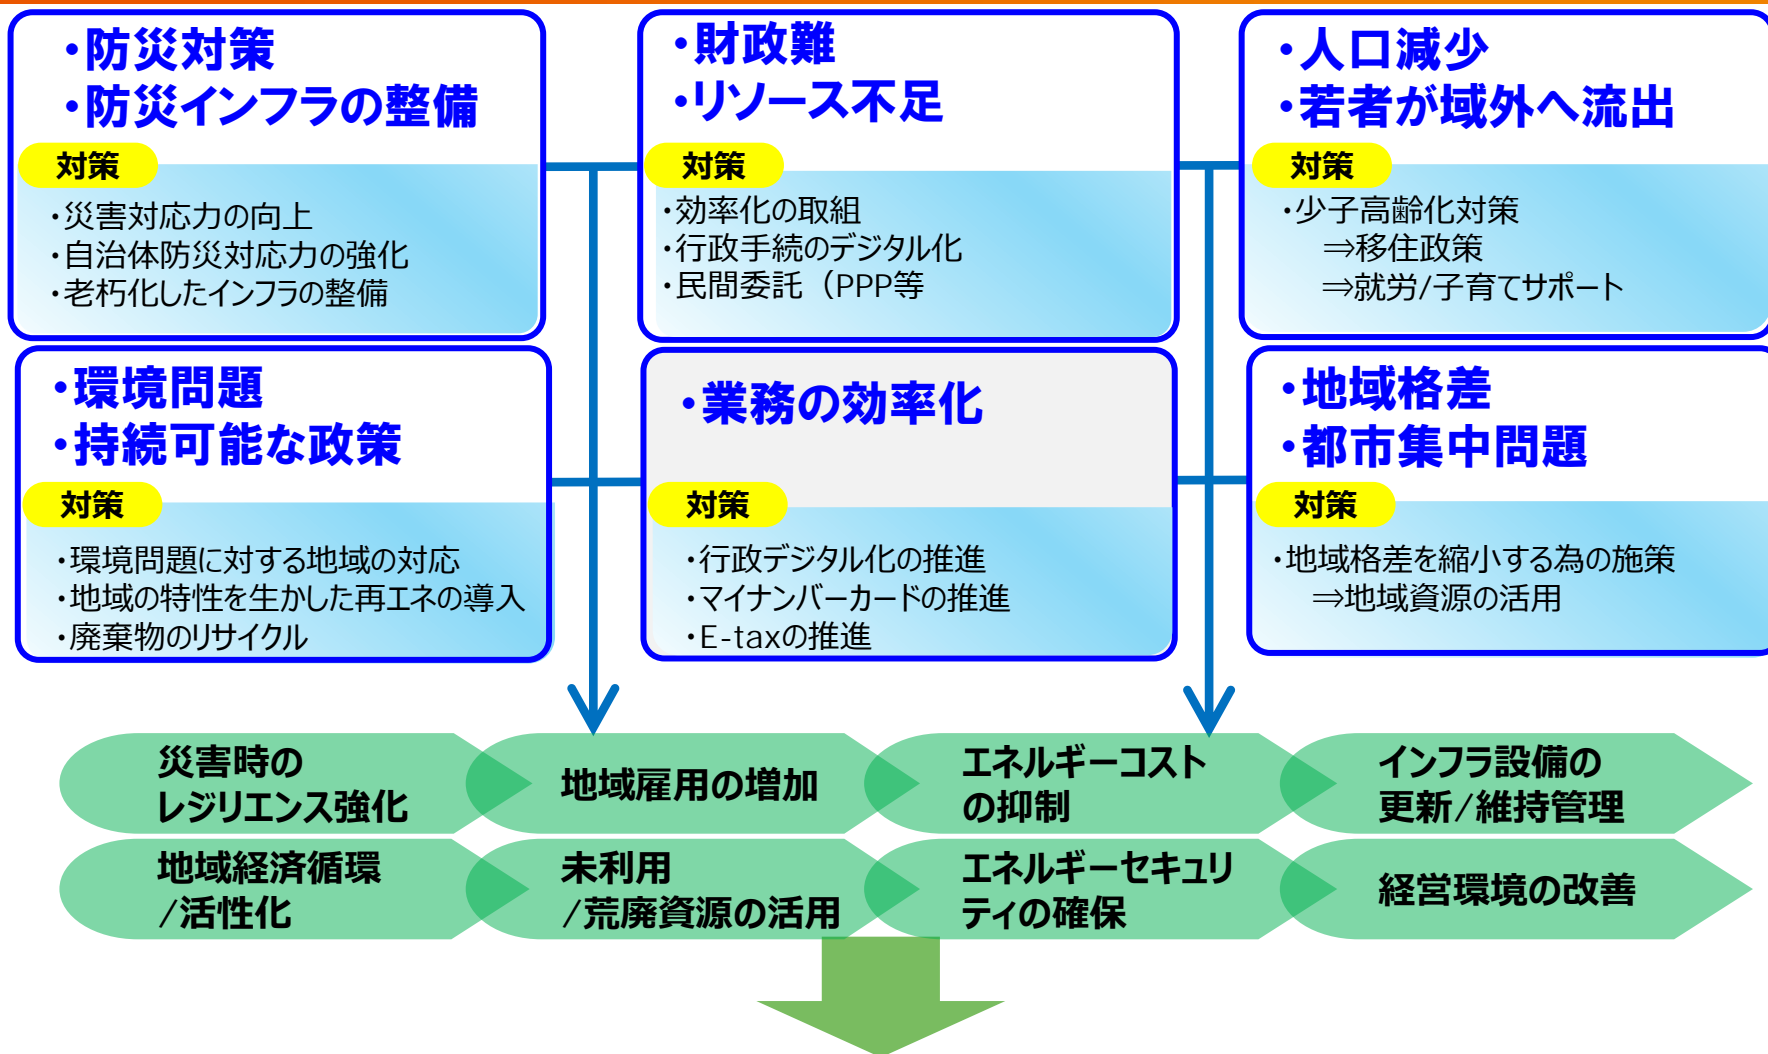 ・防災対策
・防災インフラの整備
対策
・災害対応力の向上
・自治体防災対応力の強化
・老朽化したインフラの整備
・財政難
・リソース不足
対策
・効率化の取組
・行政手続のデジタル化
・民間委託（PPP等
・人口減少
・若者が域外へ流出
対策
・少子高齢化対策
⇒移住政策
⇒就労/子育てサポート
・環境問題
・持続可能な政策
対策
・環境問題に対する地域の対応
・地域の特性を生かした再エネの導入
・廃棄物のリサイクル
・業務の効率化
対策
・行政デジタル化の推進
・マイナンバーカードの推進
・E-taxの推進
・地域格差
・都市集中問題
対策
・地域格差を縮小する為の施策
⇒地域資源の活用
災害時の
レジリエンス強化
地域雇用の増加
エネルギーコスト
の抑制
インフラ設備の
更新/維持管理
地域経済循環
/活性化
未利用
/荒廃資源の活用
エネルギーセキュリ
ティの確保
経営環境の改善